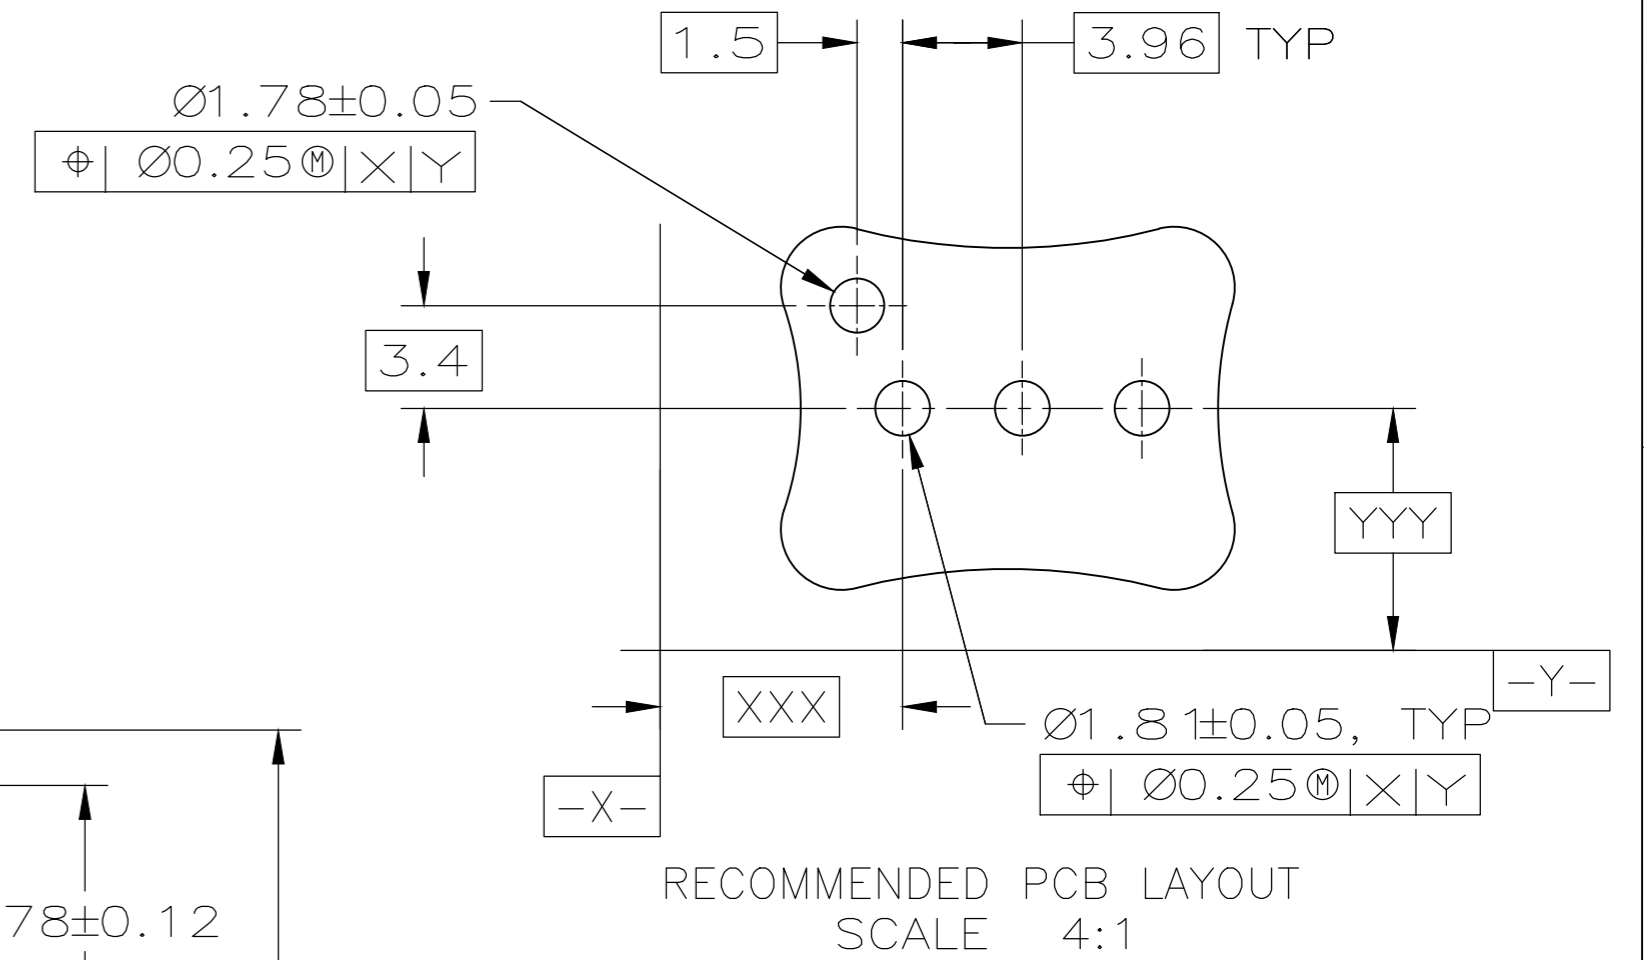 1.5
3.96 TYP
Ø1.78±0.05
⌖ Ø0.25Ⓜ X Y
3.4
YYY
-Y-
XXX
Ø1.81±0.05, TYP
⌖ Ø0.25Ⓜ X Y
-X-
RECOMMENDED PCB LAYOUT
SCALE 4:1
78±0.12